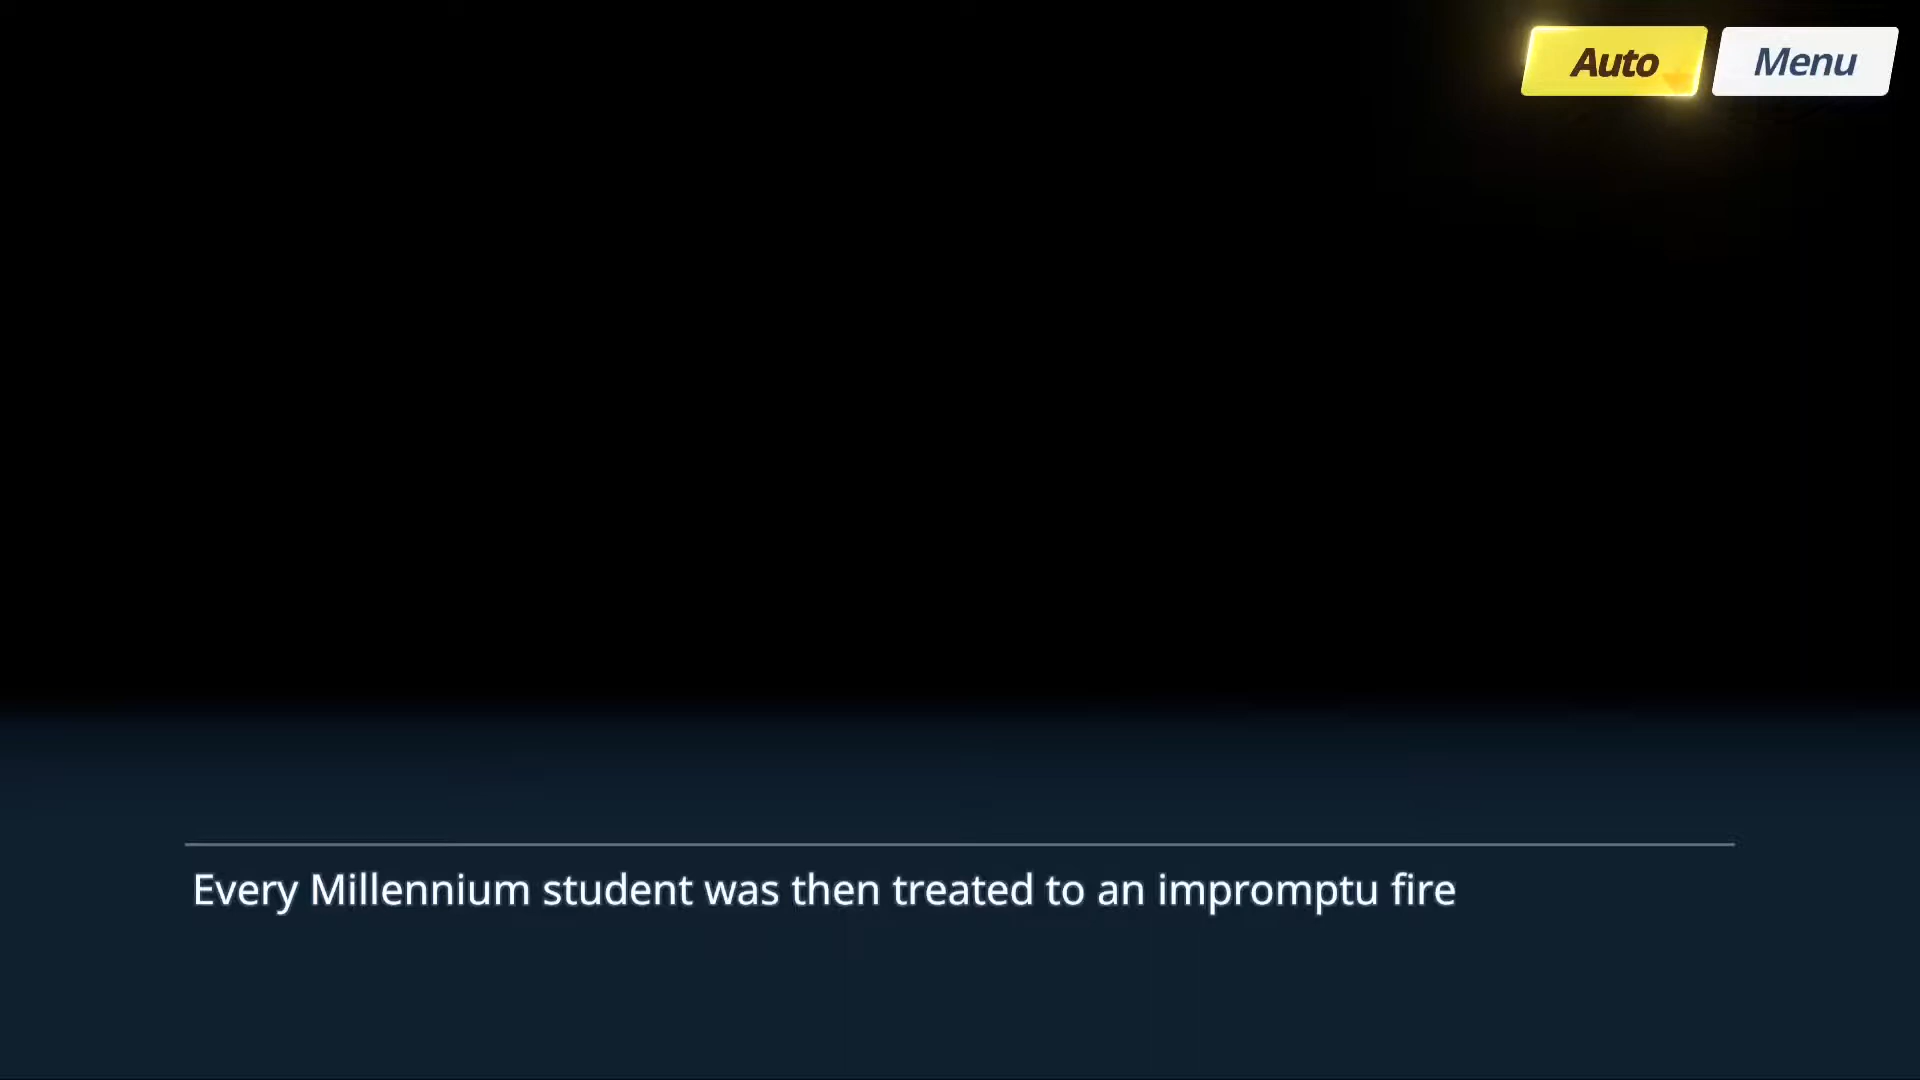 Auto Menu
Every Millennium student was then treated to an impromptu fire